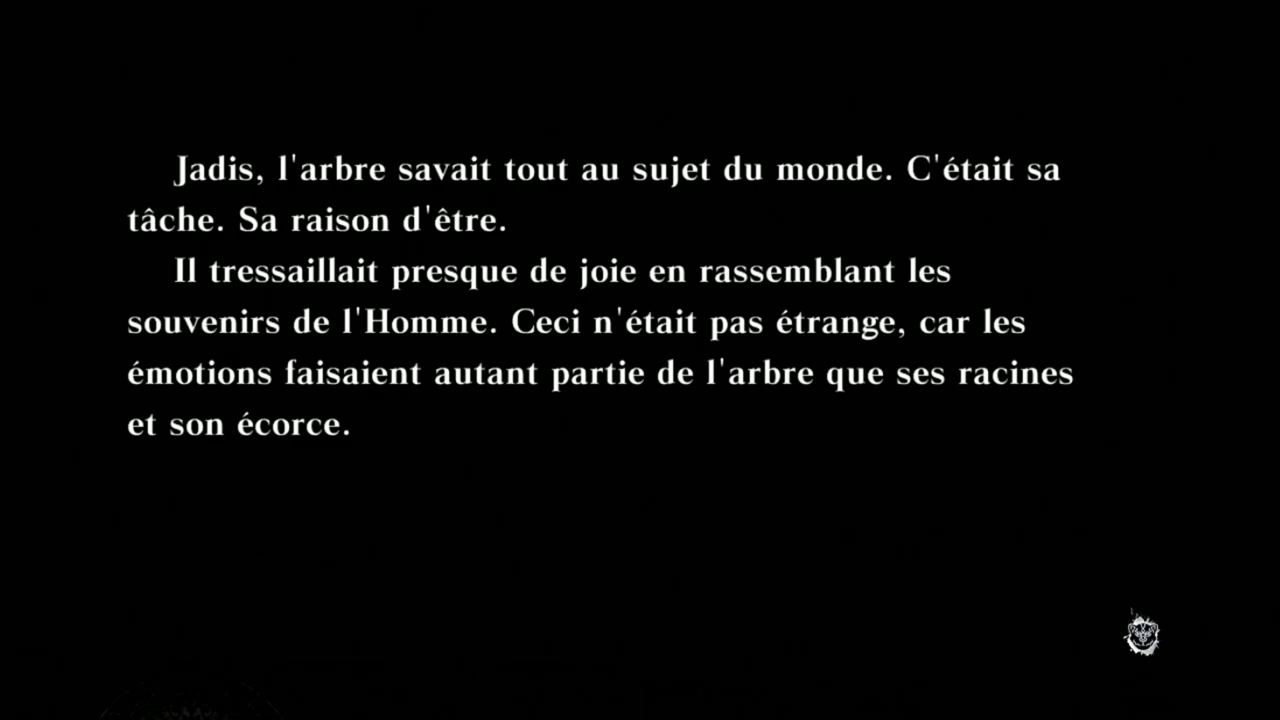 Jadis, l'arbre savait tout au sujet du monde. C'était sa
tâche. Sa raison d'être.
Il tressaillait presque de joie en rassemblant les
souvenirs de l'Homme. Ceci n'était pas étrange, car les
émotions faisaient autant partie de l'arbre que ses racines
et son écorce.